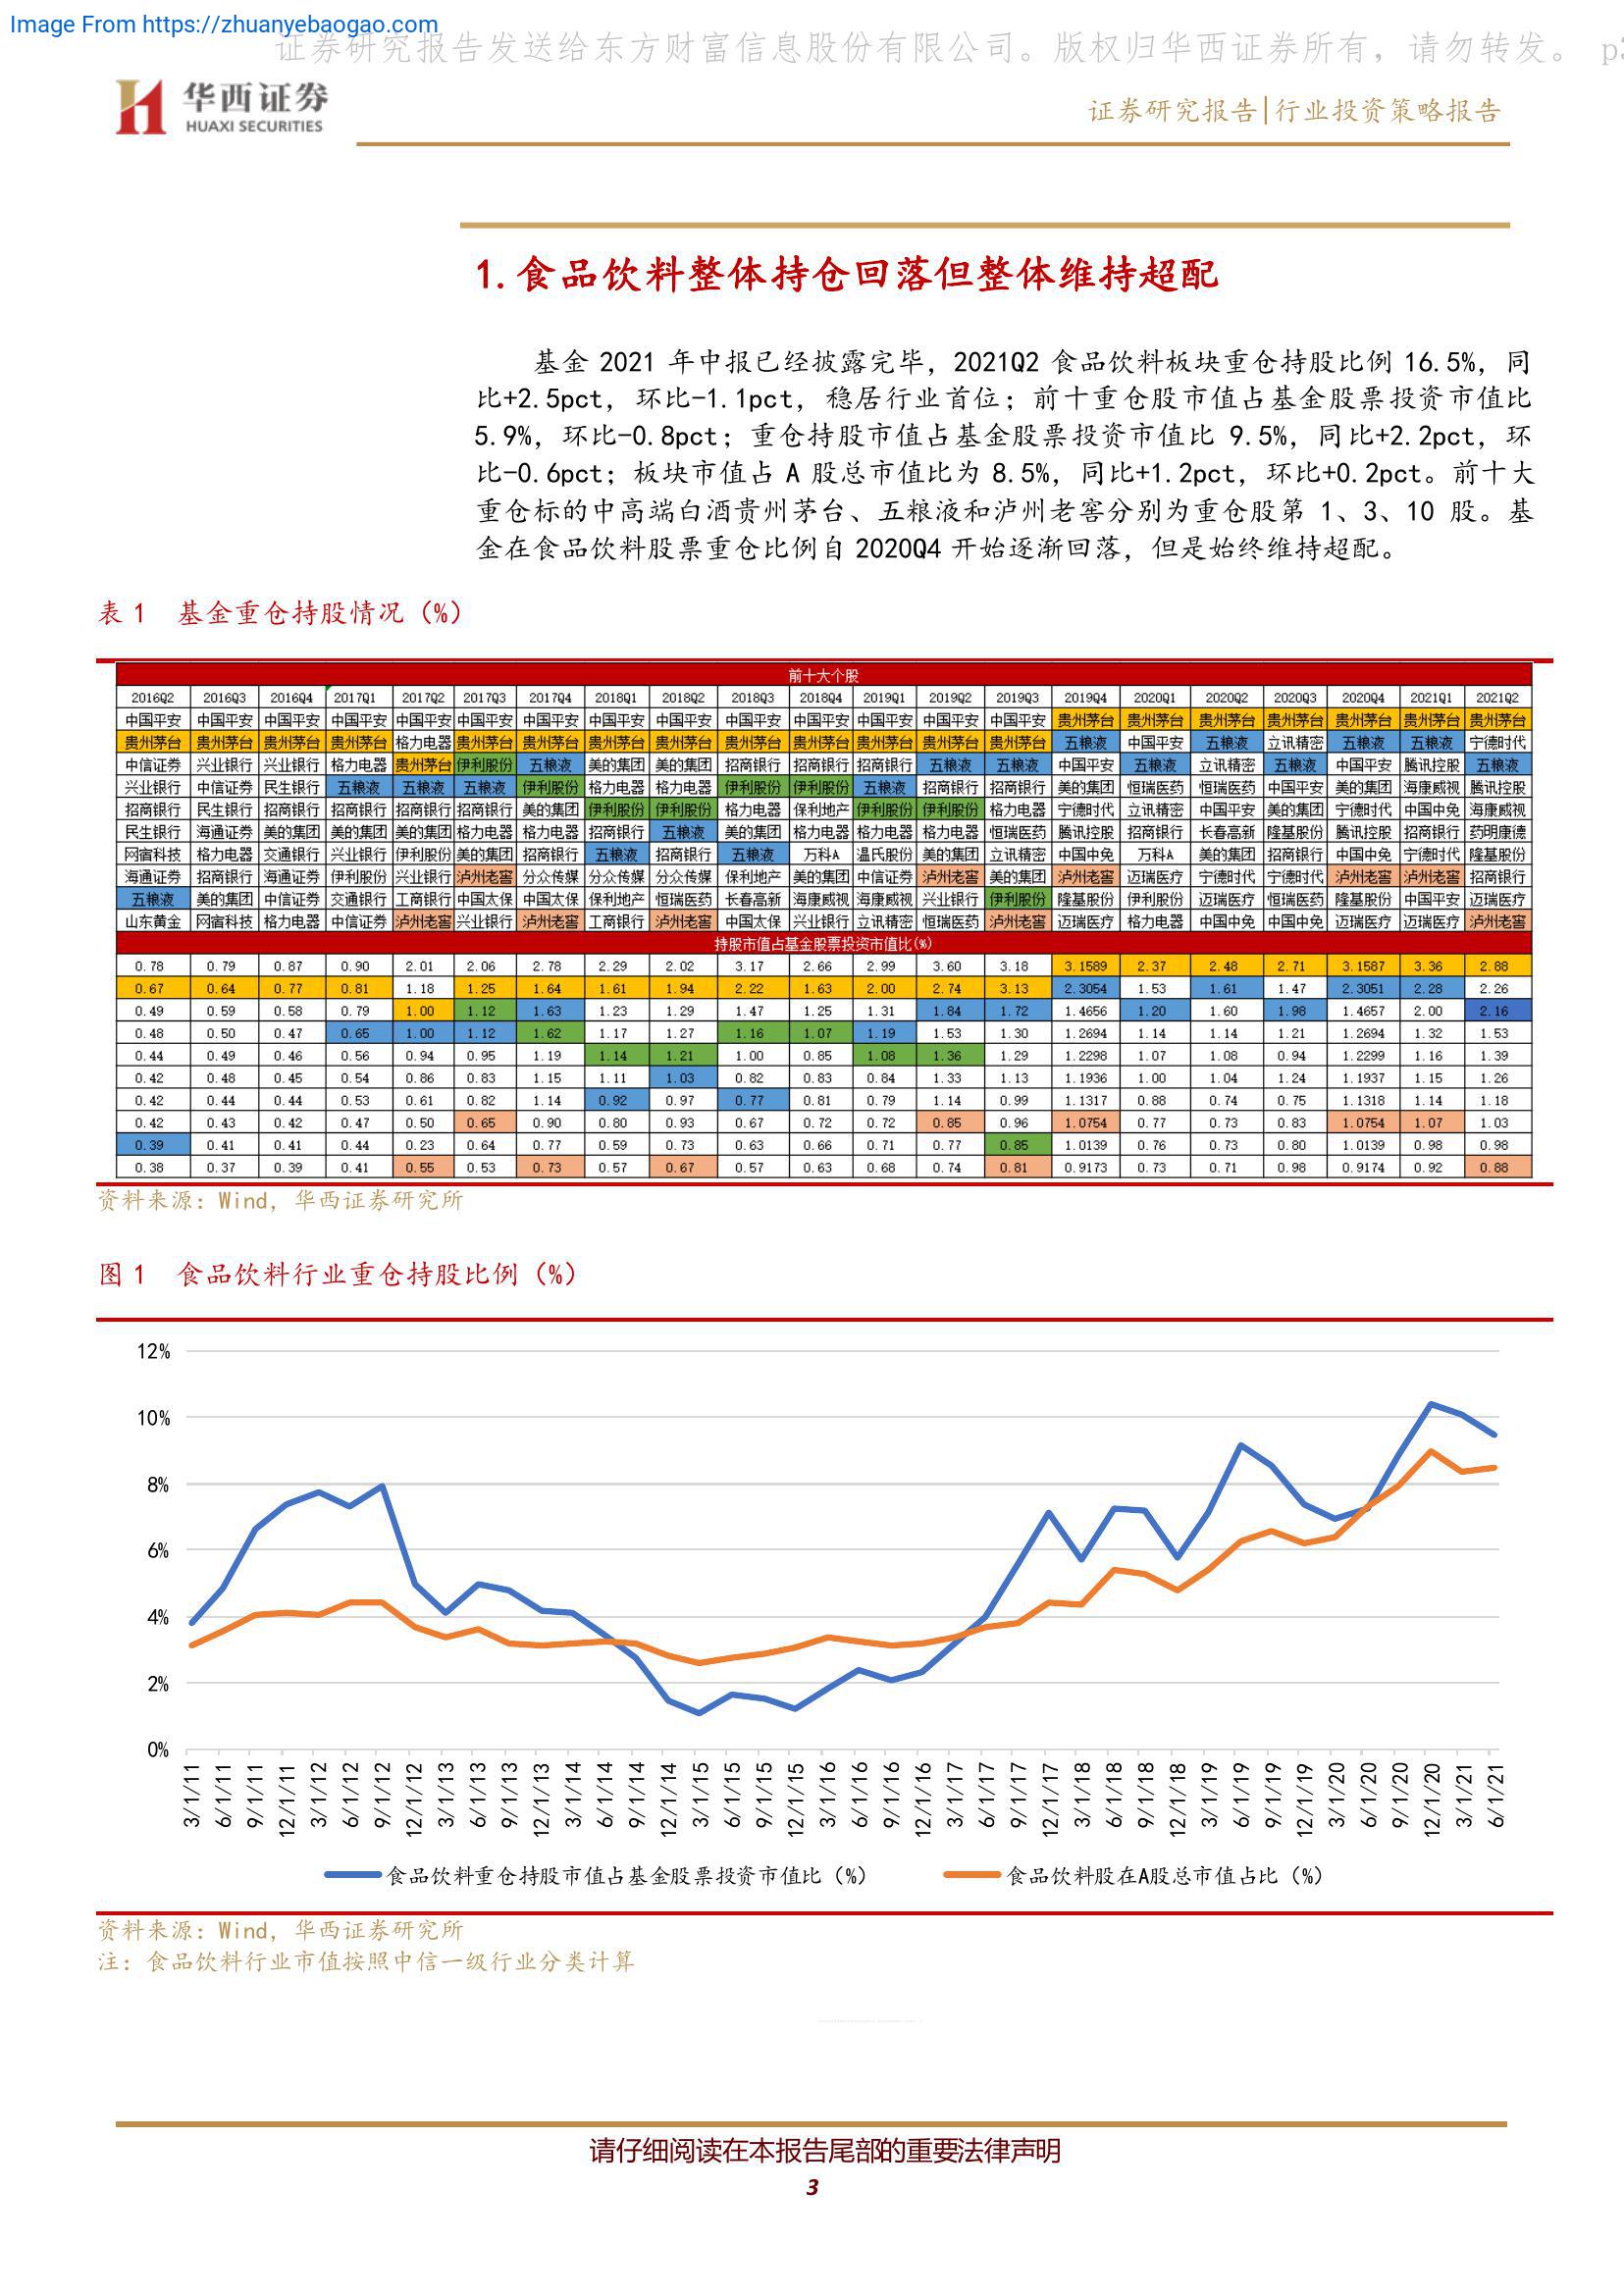 Image From https://zhuanyebaogao.com
证券研究报告发送给东方财富信息股份有限公司。版权归华西证券所有，请勿转发。 p3
华西证券
HUAXI SECURITIES
证券研究报告|行业投资策略报告
1.食品饮料整体持仓回落但整体维持超配
基金 2021 年中报已经披露完毕，2021Q2 食品饮料板块重仓持股比例 16.5%，同
比+2.5pct，环比-1.1pct，稳居行业首位；前十重仓股市值占基金股票投资市值比
5.9%，环比-0.8pct；重仓持股市值占基金股票投资市值比 9.5%，同比+2.2pct，环
比-0.6pct；板块市值占 A 股总市值比为 8.5%，同比+1.2pct，环比+0.2pct。前十大
重仓标的中高端白酒贵州茅台、五粮液和泸州老窖分别为重仓股第 1、3、10 股。基
金在食品饮料股票重仓比例自 2020Q4 开始逐渐回落，但是始终维持超配。
表 1 基金重仓持股情况（%）
前十大个股
2016Q2 2016Q3 2016Q4 2017Q1 2017Q2 2017Q3 2017Q4 2018Q1 2018Q2 2018Q3 2018Q4 2019Q1 2019Q2 2019Q3 2019Q4 2020Q1 2020Q2 2020Q3 2020Q4 2021Q1 2021Q2
中国平安 中国平安 中国平安 中国平安 中国平安 中国平安 中国平安 中国平安 中国平安 中国平安 中国平安 中国平安 中国平安 中国平安 贵州茅台 贵州茅台 贵州茅台 贵州茅台 贵州茅台 贵州茅台 贵州茅台
贵州茅台 贵州茅台 贵州茅台 贵州茅台 格力电器 贵州茅台 贵州茅台 贵州茅台 贵州茅台 贵州茅台 贵州茅台 贵州茅台 贵州茅台 贵州茅台 五粮液 中国平安 五粮液 立讯精密 五粮液 五粮液 宁德时代
中信证券 兴业银行 兴业银行 格力电器 贵州茅台 伊利股份 五粮液 美的集团 美的集团 招商银行 招商银行 招商银行 五粮液 五粮液 中国平安 五粮液 立讯精密 五粮液 中国平安 腾讯控股 五粮液
兴业银行 中信证券 民生银行 五粮液 五粮液 五粮液 伊利股份 格力电器 格力电器 伊利股份 伊利股份 五粮液 招商银行 招商银行 美的集团 恒瑞医药 恒瑞医药 中国平安 美的集团 海康威视 腾讯控股
招商银行 民生银行 招商银行 招商银行 招商银行 招商银行 美的集团 伊利股份 伊利股份 格力电器 保利地产 伊利股份 伊利股份 格力电器 宁德时代 立讯精密 中国平安 美的集团 宁德时代 中国中免 海康威视
民生银行 海通证券 美的集团 美的集团 美的集团 格力电器 格力电器 招商银行 五粮液 美的集团 格力电器 格力电器 格力电器 恒瑞医药 腾讯控股 招商银行 长春高新 隆基股份 腾讯控股 招商银行 药明康德
网宿科技 格力电器 交通银行 兴业银行 伊利股份 美的集团 招商银行 五粮液 招商银行 五粮液 万科A 温氏股份 美的集团 立讯精密 中国中免 万科A 美的集团 招商银行 中国中免 宁德时代 隆基股份
海通证券 招商银行 海通证券 伊利股份 兴业银行 泸州老窖 分众传媒 分众传媒 分众传媒 保利地产 美的集团 中信证券 泸州老窖 美的集团 泸州老窖 迈瑞医疗 宁德时代 宁德时代 泸州老窖 泸州老窖 招商银行
五粮液 美的集团 中信证券 交通银行 工商银行 中国太保 中国太保 保利地产 恒瑞医药 长春高新 海康威视 海康威视 兴业银行 伊利股份 隆基股份 伊利股份 迈瑞医疗 恒瑞医药 隆基股份 中国平安 迈瑞医疗
山东黄金 网宿科技 格力电器 中信证券 泸州老窖 兴业银行 泸州老窖 工商银行 泸州老窖 中国太保 兴业银行 立讯精密 恒瑞医药 泸州老窖 迈瑞医疗 格力电器 中国中免 中国中免 迈瑞医疗 迈瑞医疗 泸州老窖
持股市值占基金股票投资市值比(%)
0.78 0.79 0.87 0.90 2.01 2.06 2.78 2.29 2.02 3.17 2.66 2.99 3.60 3.18 3.1589 2.37 2.48 2.71 3.1587 3.36 2.88
0.67 0.64 0.77 0.81 1.18 1.25 1.64 1.61 1.94 2.22 1.63 2.00 2.74 3.13 2.3054 1.53 1.61 1.47 2.3051 2.28 2.26
0.49 0.59 0.58 0.79 1.00 1.12 1.63 1.23 1.29 1.47 1.25 1.31 1.84 1.72 1.4656 1.20 1.60 1.98 1.4657 2.00 2.16
0.48 0.50 0.47 0.65 1.00 1.12 1.62 1.17 1.27 1.16 1.07 1.19 1.53 1.30 1.2694 1.14 1.14 1.21 1.2694 1.32 1.53
0.44 0.49 0.46 0.56 0.94 0.95 1.19 1.14 1.21 1.00 0.85 1.08 1.36 1.29 1.2298 1.07 1.08 0.94 1.2299 1.16 1.39
0.42 0.48 0.45 0.54 0.86 0.83 1.15 1.11 1.03 0.82 0.83 0.84 1.33 1.13 1.1936 1.00 1.04 1.24 1.1937 1.15 1.26
0.42 0.44 0.44 0.53 0.61 0.82 1.14 0.92 0.97 0.77 0.81 0.79 1.14 0.99 1.1317 0.88 0.74 0.75 1.1318 1.14 1.18
0.42 0.43 0.42 0.47 0.50 0.65 0.90 0.80 0.93 0.67 0.72 0.72 0.85 0.96 1.0754 0.77 0.73 0.83 1.0754 1.07 1.03
0.39 0.41 0.41 0.44 0.23 0.64 0.77 0.59 0.73 0.63 0.66 0.71 0.77 0.85 1.0139 0.76 0.73 0.80 1.0139 0.98 0.98
0.38 0.37 0.39 0.41 0.55 0.53 0.73 0.57 0.67 0.57 0.63 0.68 0.74 0.81 0.9173 0.73 0.71 0.98 0.9174 0.92 0.88
资料来源：Wind，华西证券研究所
图 1 食品饮料行业重仓持股比例（%）
12%
10%
8%
6%
4%
2%
0%
3/1/11 6/1/11 9/1/11 12/1/11 3/1/12 6/1/12 9/1/12 12/1/12 3/1/13 6/1/13 9/1/13 12/1/13 3/1/14 6/1/14 9/1/14 12/1/14 3/1/15 6/1/15 9/1/15 12/1/15 3/1/16 6/1/16 9/1/16 12/1/16 3/1/17 6/1/17 9/1/17 12/1/17 3/1/18 6/1/18 9/1/18 12/1/18 3/1/19 6/1/19 9/1/19 12/1/19 3/1/20 6/1/20 9/1/20 12/1/20 3/1/21 6/1/21
食品饮料重仓持股市值占基金股票投资市值比（%） 食品饮料股在A股总市值占比（%）
资料来源：Wind，华西证券研究所
注：食品饮料行业市值按照中信一级行业分类计算
请仔细阅读在本报告尾部的重要法律声明
3